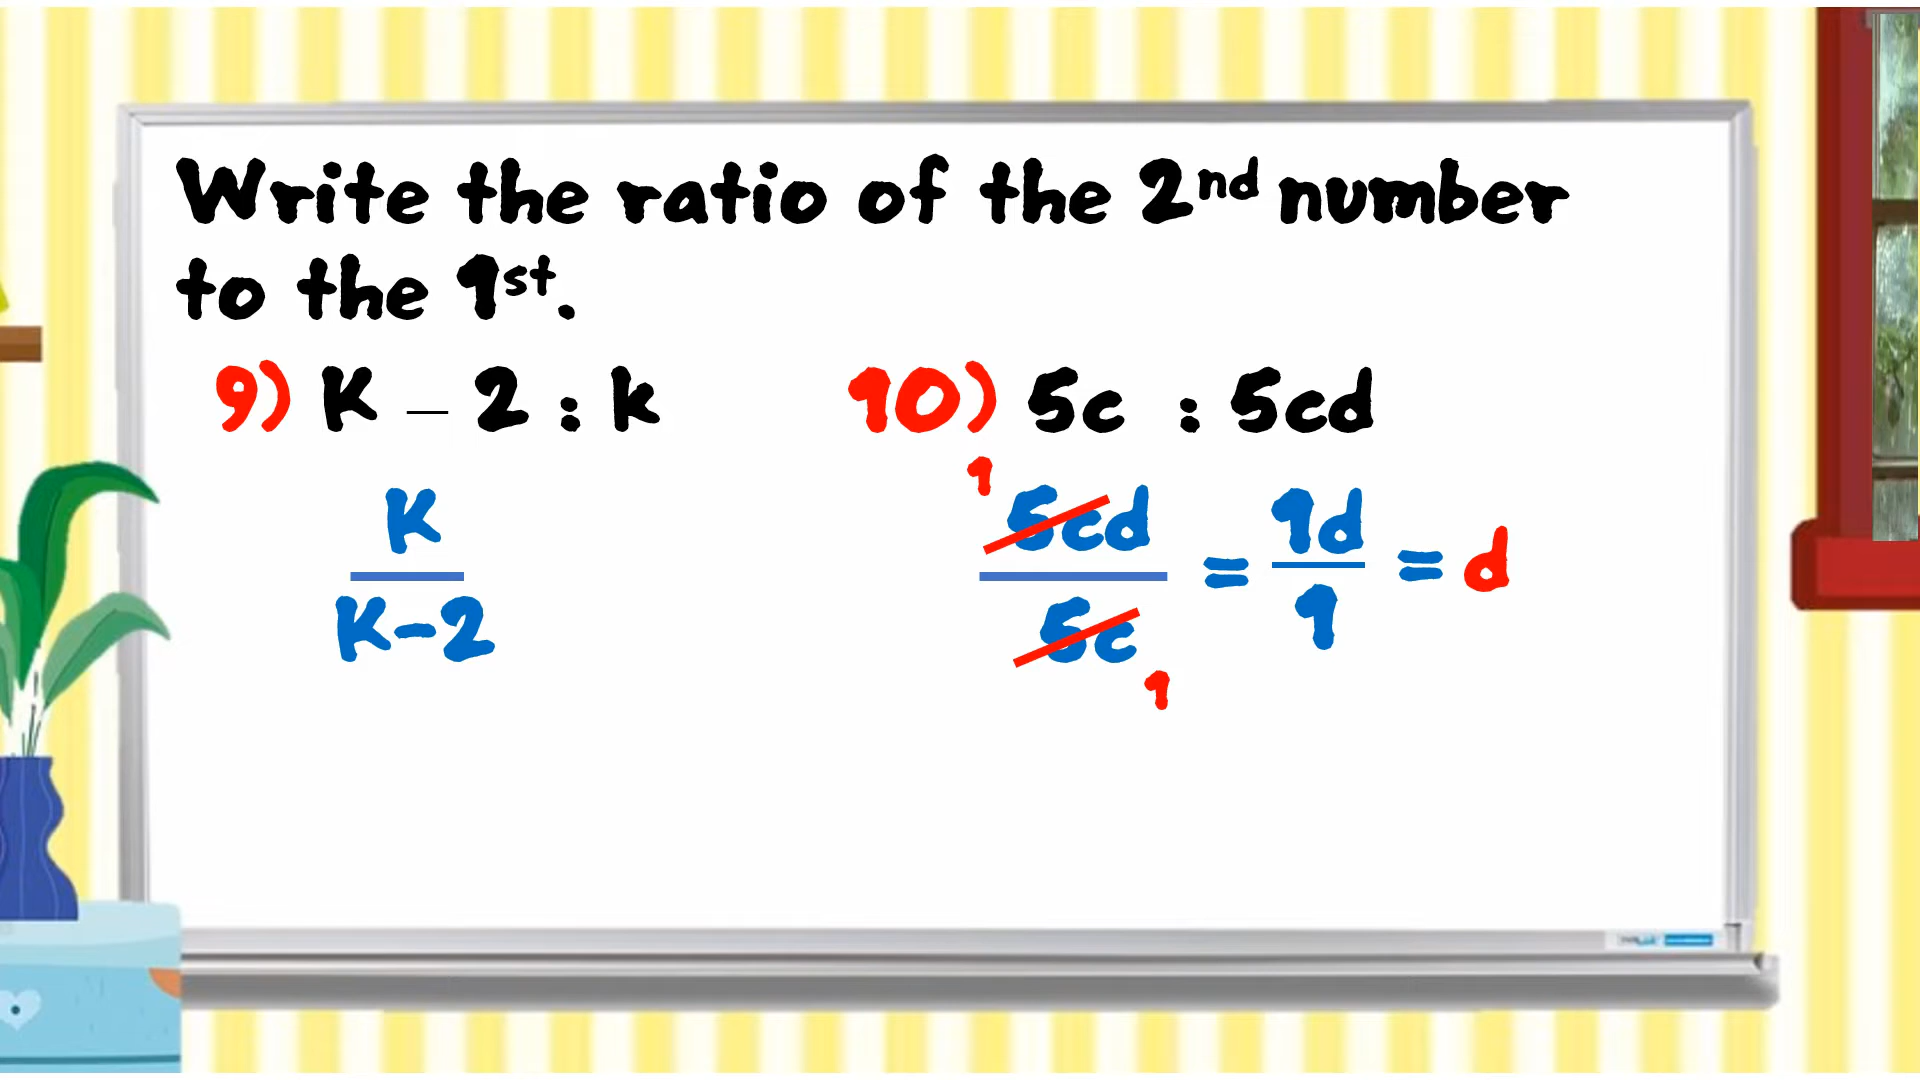 Write the ratio of the 2nd number
to the 1st.
9) K – 2 : k
10) 5c : 5cd
K
K-2
1
5cd
5c
1
=
1d
1
= d